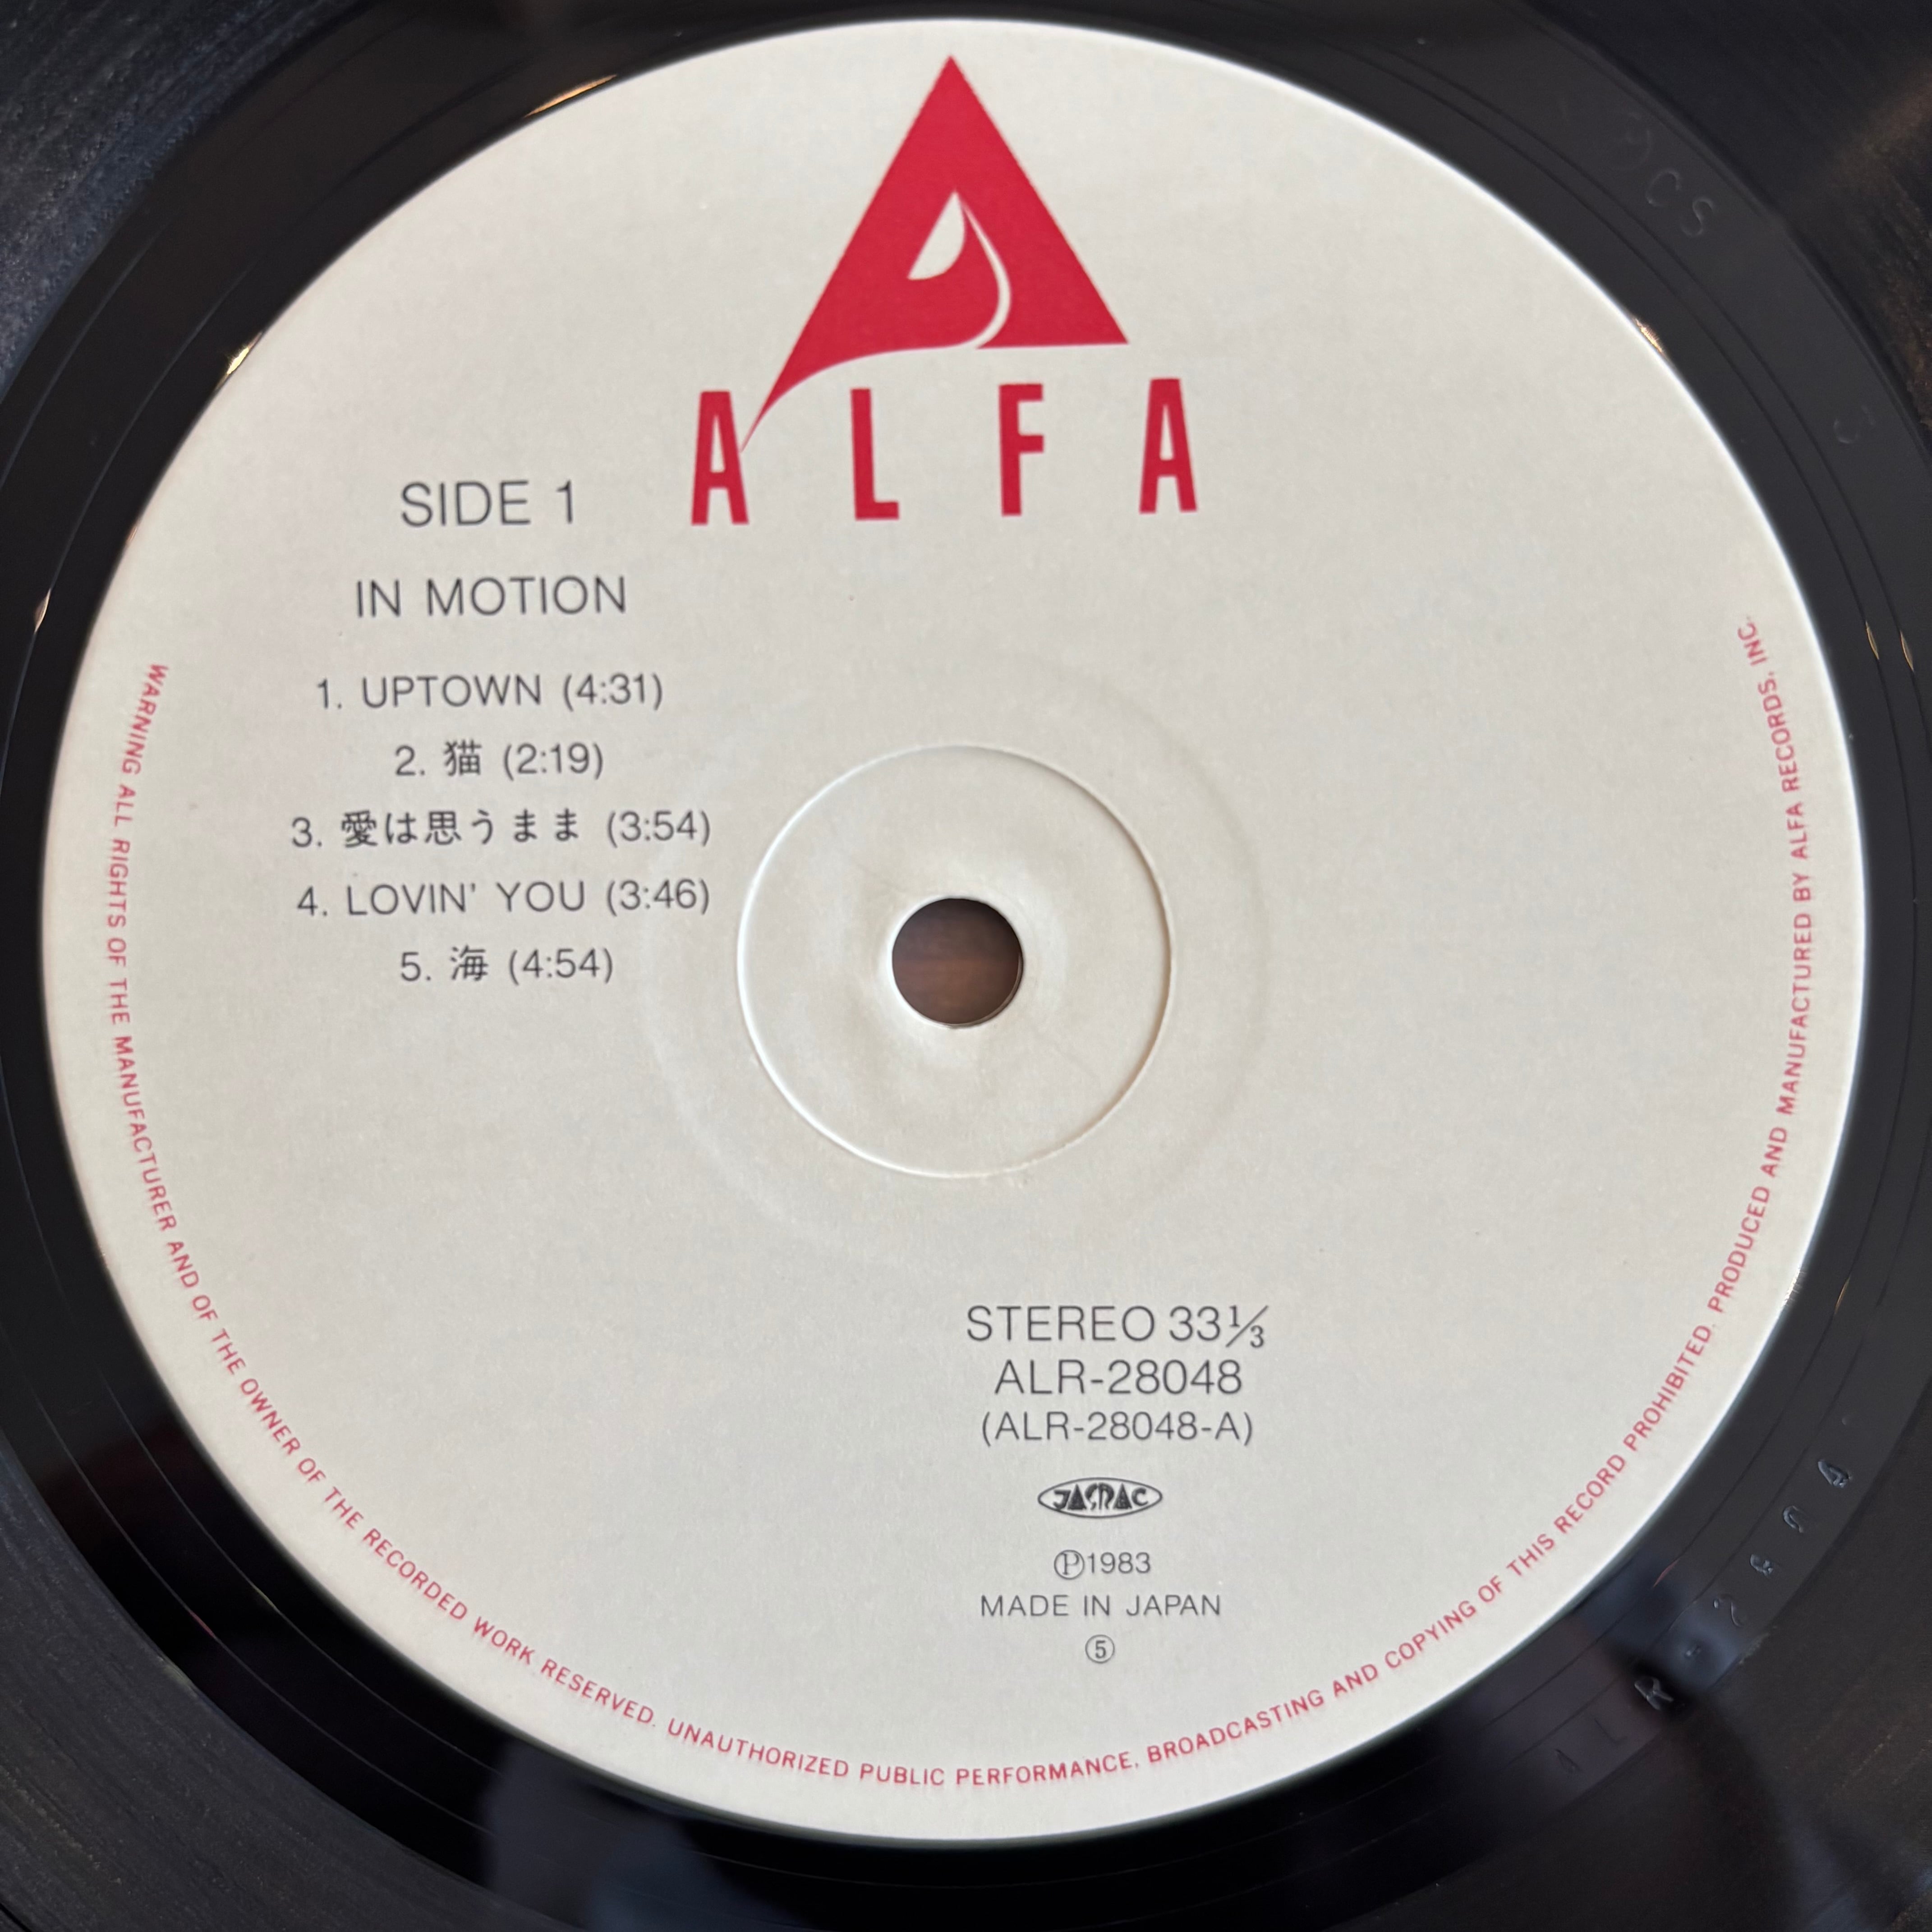 ALFA
SIDE 1
IN MOTION
1. UPTOWN (4:31)
2. 猫 (2:19)
3. 愛は思うまま (3:54)
4. LOVIN' YOU (3:46)
5. 海 (4:54)
STEREO 33⅓
ALR-28048
(ALR-28048-A)
JASRAC
Ⓟ1983
MADE IN JAPAN
⑤
WARNING ALL RIGHTS OF THE MANUFACTURER AND OF THE OWNER OF THE RECORDED WORK RESERVED. UNAUTHORIZED PUBLIC PERFORMANCE, BROADCASTING AND COPYING OF THIS RECORD PROHIBITED. PRODUCED AND MANUFACTURED BY ALFA RECORDS, INC.